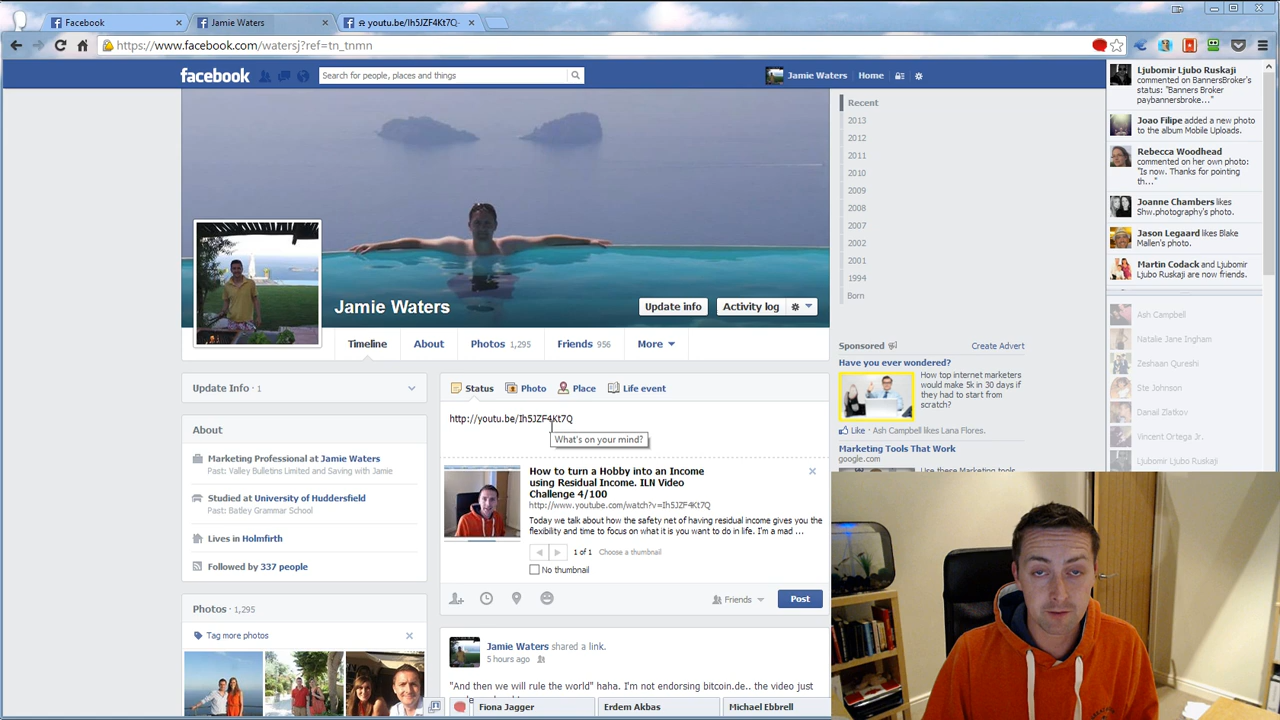 Facebook
Jamie Waters
youtu.be/Ih5JZF4Kt7Q-
https://www.facebook.com/watersj?ref=tn_tnmn
facebook
Search for people, places and things
Jamie Waters
Home
Jamie Waters
Update info
Activity log
Timeline
About
Photos 1,295
Friends 956
More
Recent
2013
2012
2011
2010
2009
2008
2007
2002
2001
1994
Born
Update Info · 1
About
Marketing Professional at Jamie Waters
Past: Valley Bulletins Limited and Saving with Jamie
Studied at University of Huddersfield
Past: Batley Grammar School
Lives in Holmfirth
Followed by 337 people
Photos · 1,295
Tag more photos
Status
Photo
Place
Life event
http://youtu.be/Ih5JZF4Kt7Q
What's on your mind?
How to turn a Hobby into an Income
using Residual Income. ILN Video
Challenge 4/100
http://www.youtube.com/watch?v=Ih5JZF4Kt7Q
Today we talk about how the safety net of having residual income gives you the
flexibility and time to focus on what it is you want to do in life. I'm a mad ...
1 of 1 Choose a thumbnail
No thumbnail
Friends
Post
Jamie Waters shared a link.
5 hours ago
"And then we will rule the world" haha. I'm not endorsing bitcoin.de.. the video just
Sponsored
Create Advert
Have you ever wondered?
How top internet marketers
would make 5k in 30 days if
they had to start from
scratch?
Like · Ash Campbell likes Lana Flores.
Marketing Tools That Work
google.com
Use these Marketing tools
Ljubomir Ljubo Ruskaji
commented on BannersBroker's
status: "Banners Broker
paybannersbroke..."
Joao Filipe added a new photo
to the album Mobile Uploads.
Rebecca Woodhead
commented on her own photo:
"Is now. Thanks for pointing
th..."
Joanne Chambers likes
Shw.photography's photo.
Jason Legaard likes Blake
Mallen's photo.
Martin Codack and Ljubomir
Ljubo Ruskaji are now friends.
Ash Campbell
Natalie Jane Ingham
Zeshaan Qureshi
Ste Johnson
Danail Zlatkov
Vincent Ortega Jr.
Ljubomir Ljubo Ruskaji
Fiona Jagger
Erdem Akbas
Michael Ebbrell